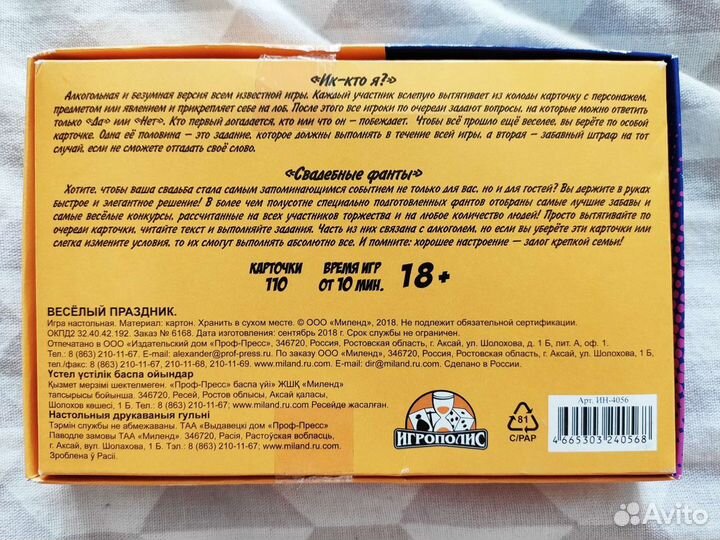 «Ик-кто я?»
Алкогольная и безумная версия всем известной игры. Каждый участник вслепую вытягивает из колоды карточку с персонажем,
предметом или явлением и прикрепляет себе на лоб. После этого все игроки по очереди задают вопросы, на которые можно ответить
только «Да» или «Нет». Кто первый догадается, кто или что он – побеждает. Чтобы всё прошло ещё веселее, вы берёте по особой
карточке. Одна её половина – это задание, которое должны выполнять в течение всей игры, а вторая – забавный штраф на тот
случай, если не сможете отгадать своё слово.
«Свадебные фанты»
Хотите, чтобы ваша свадьба стала самым запоминающимся событием не только для вас, но и для гостей? Вы держите в руках
быстрое и элегантное решение! В более чем полусотне специально подготовленных фантов отобраны самые лучшие забавы и
самые весёлые конкурсы, рассчитанные на всех участников торжества и на любое количество людей! Просто вытягивайте по
очереди карточки, читайте текст и выполняйте задания. Часть из них связана с алкоголем, но если вы уберёте эти карточки или
слегка измените условия, то их смогут выполнять абсолютно все. И помните: хорошее настроение – залог крепкой семьи!
КАРТОЧКИ 110
ВРЕМЯ ИГР ОТ 10 МИН.
18+
ВЕСЁЛЫЙ ПРАЗДНИК.
Игра настольная. Материал: картон. Хранить в сухом месте. © ООО «Миленд», 2018. Не подлежит обязательной сертификации.
ОКПД2 32.40.42.192. Заказ № 6168. Дата изготовления: сентябрь 2018 г. Срок службы не ограничен.
Отпечатано в ООО «Издательский дом «Проф-Пресс», 346720, Россия, Ростовская область, г. Аксай, ул. Шолохова, д. 1 Б, лит. А, оф. 1.
Тел.: 8 (863) 210-11-67. E-mail: alexander@prof-press.ru. По заказу ООО «Миленд», 346720, Россия, Ростовская область, г. Аксай, ул. Шолохова, 1 Б,
тел./факс: 8 (863) 210-11-67, 210-11-68, 210-11-69. www.miland.ru.com. E-mail: dir@miland.ru.com. Сделано в России.
Үстел үстілік баспа ойындар
Қызмет мерзімі шектелмеген. «Проф-Пресс» баспа үйі» ЖШҚ «Миленд»
тапсырысы бойынша. 346720, Ресей, Ростов облысы, Аксай қаласы,
Шолохов көшесі, 1 Б. Тел.: 8 (863) 210-11-67; www.miland.ru.com Ресейде жасалған.
Настольныя друкаваныя гульні
Тэрмін службы не абмежаваны. ТАА «Выдавецкі дом «Проф-Пресс»
Паводле замовы ТАА «Миленд». 346720, Расія, Растоўская вобласць,
г. Аксай, вул. Шолахава, 1 Б. Тэл.: 8 (863) 210-11-67; www.miland.ru.com.
Зроблена ў Расіі.
ИГРОПОЛИС
81
C/PAP
Арт. ИН-4056
4 665303 240568
Avito